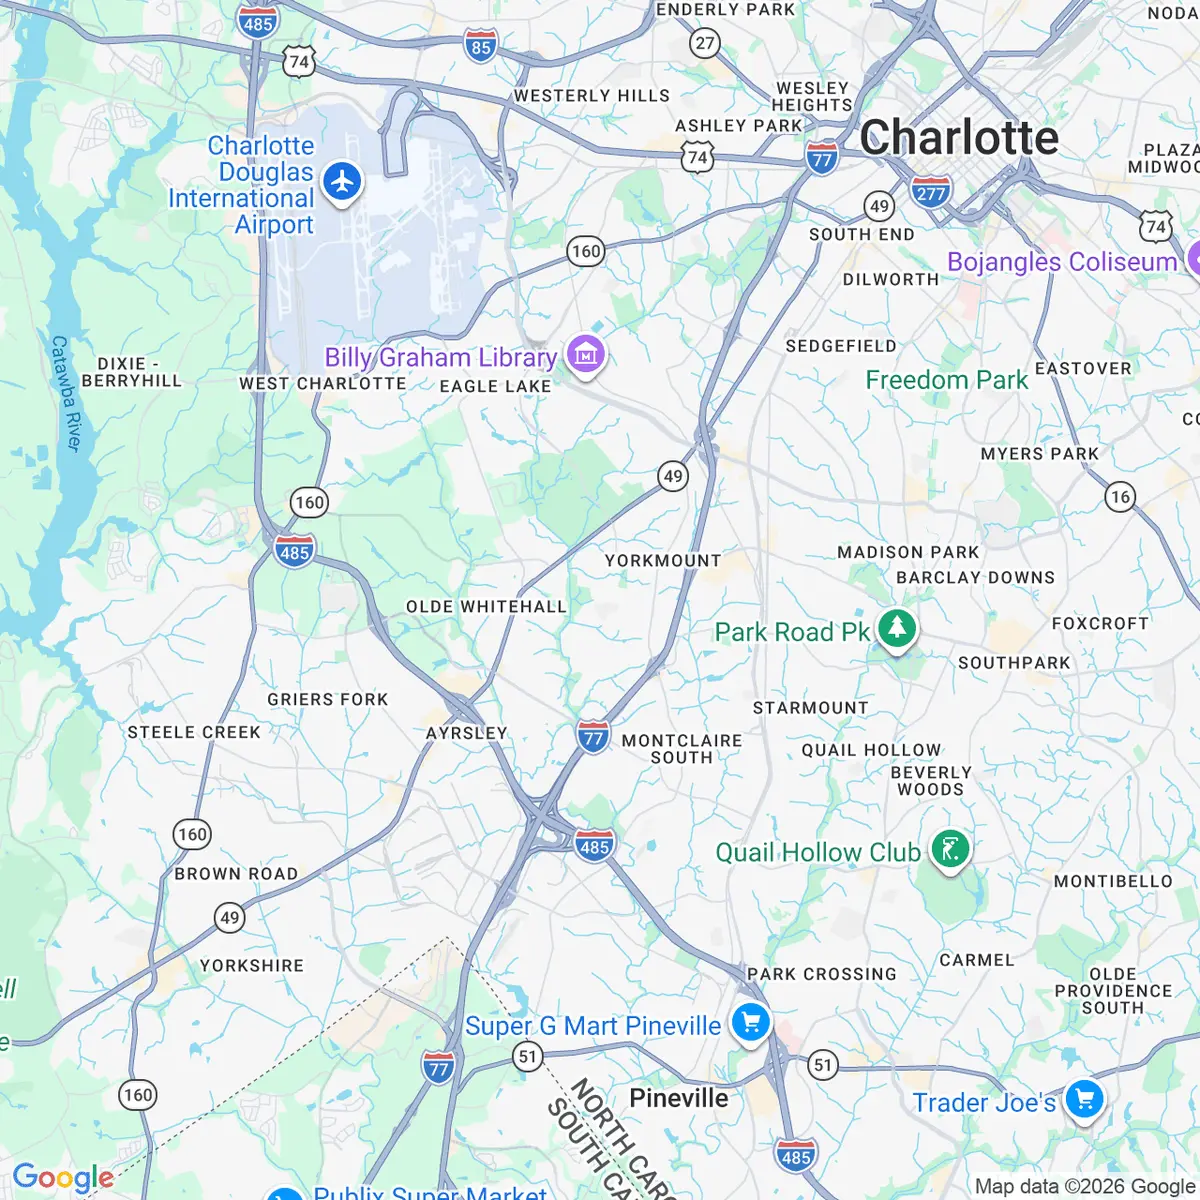 ENDERLY PARK
NODA
485
85
27
74
WESLEY
HEIGHTS
WESTERLY HILLS
ASHLEY PARK
Charlotte
74
77
PLAZA
MIDWOO
Charlotte
Douglas
International
Airport
277
49
74
SOUTH END
160
Bojangles Coliseum
DILWORTH
Catawba River
SEDGEFIELD
DIXIE -
BERRYHILL
Billy Graham Library
WEST CHARLOTTE
EAGLE LAKE
EASTOVER
Freedom Park
CO
MYERS PARK
49
16
160
485
YORKMOUNT
MADISON PARK
BARCLAY DOWNS
OLDE WHITEHALL
FOXCROFT
Park Road Pk
SOUTHPARK
GRIERS FORK
STARMOUNT
STEELE CREEK
AYRSLEY
77
MONTCLAIRE
SOUTH
QUAIL HOLLOW
BEVERLY
WOODS
160
485
Quail Hollow Club
BROWN ROAD
MONTIBELLO
49
YORKSHIRE
PARK CROSSING
CARMEL
OLDE
PROVIDENCE
SOUTH
ell
Super G Mart Pineville
e
51
77
51
160
Pineville
Trader Joe's
NORTH CARO
SOUTH CA
485
Google
Publix Super Market
Map data ©2026 Google